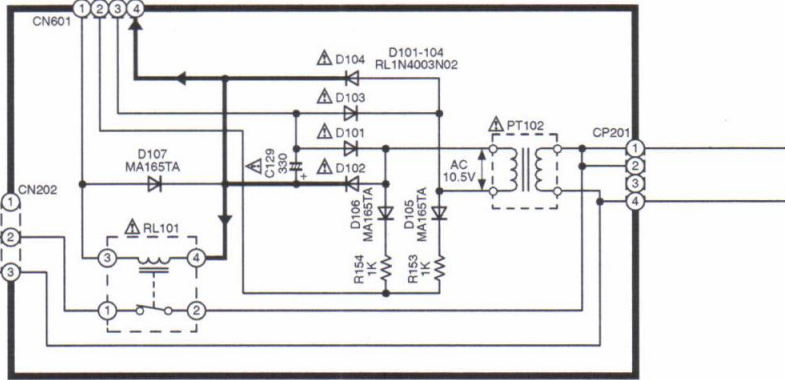 CN601 1 2 3 4
D104
D101-104
RL1N4003N02
D103
D101
PT102
CP201
D107
MA165TA
C129
330
+
D102
AC
10.5V
1
2
3
4
CN202
1
2
3
D106
MA165TA
D105
MA165TA
RL101
3 4
R154
1K
R153
1K
1 2